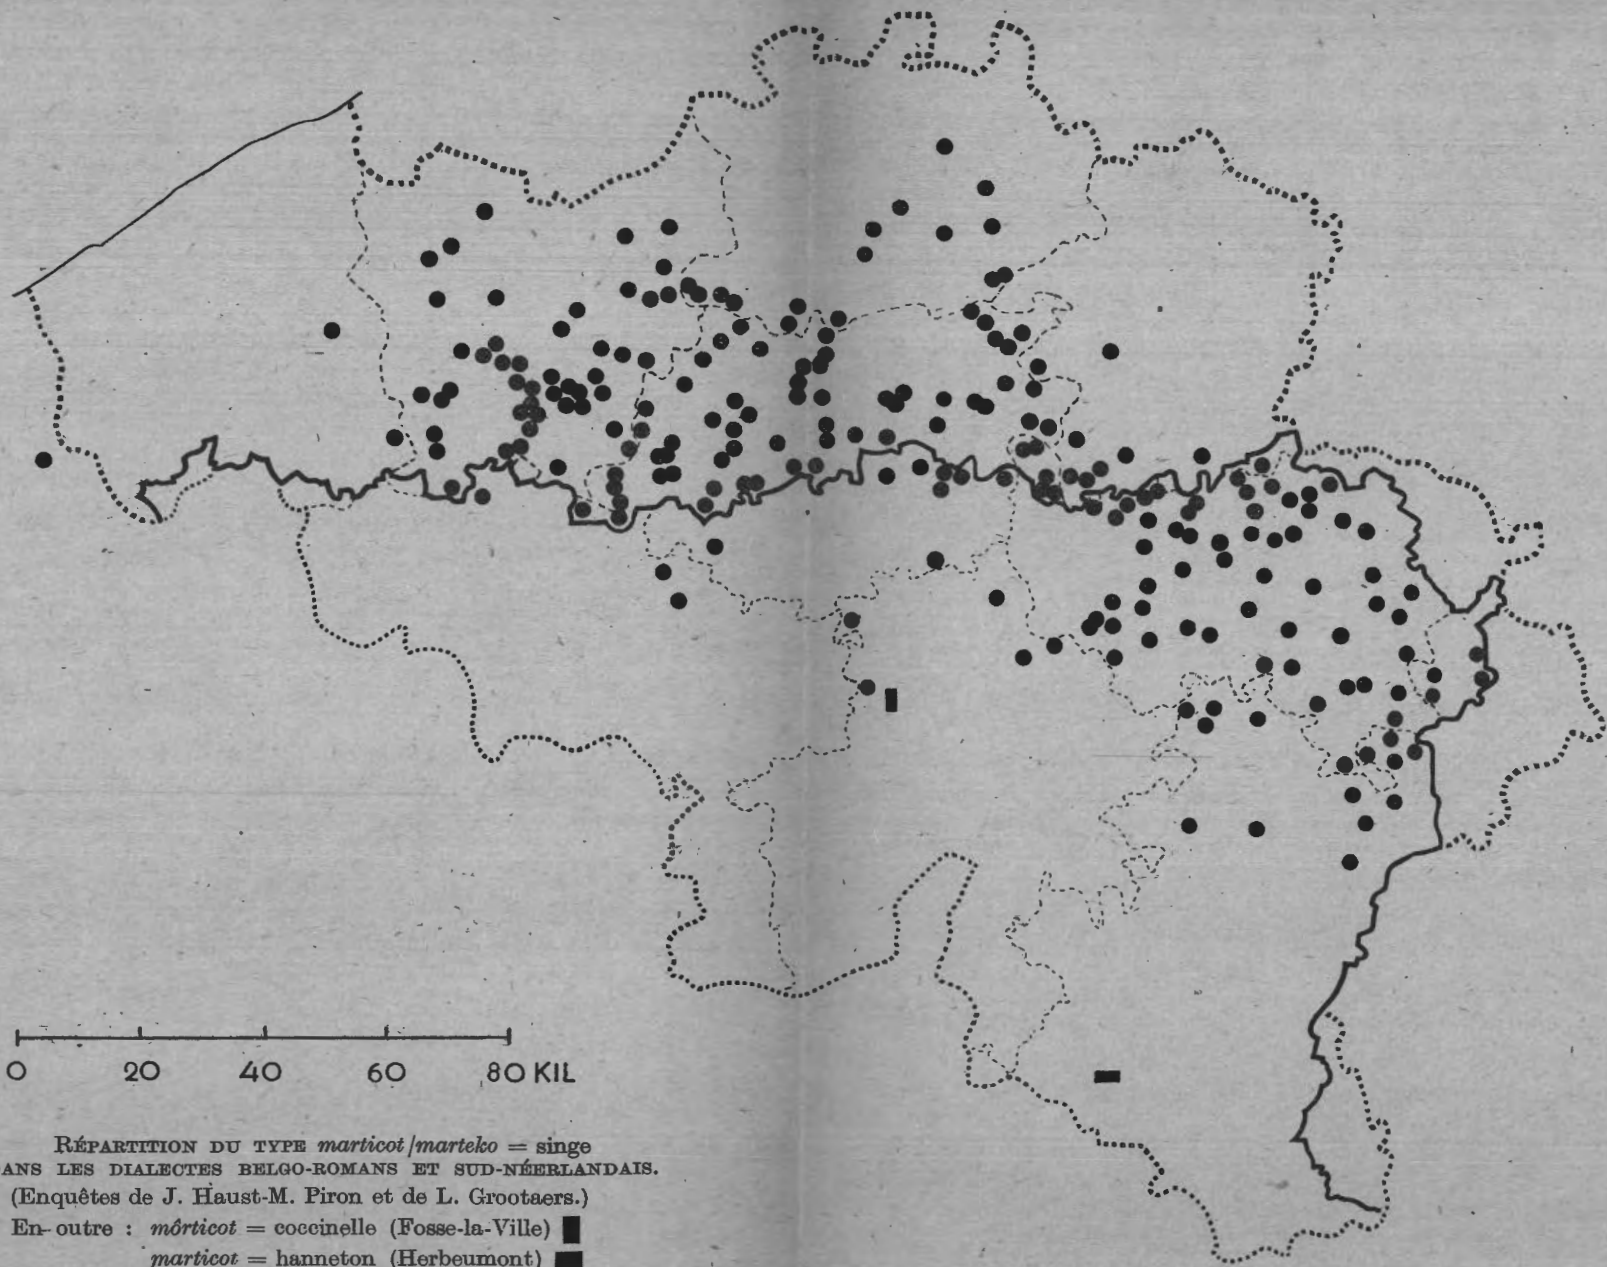 0 20 40 60 80 KIL
RÉPARTITION DU TYPE marticot/marteko = singe
ANS LES DIALECTES BELGO-ROMANS ET SUD-NÉERLANDAIS.
(Enquêtes de J. Haust-M. Piron et de L. Grootaers.)
En outre : môrticot = coccinelle (Fosse-la-Ville)
marticot = hanneton (Herbeumont)